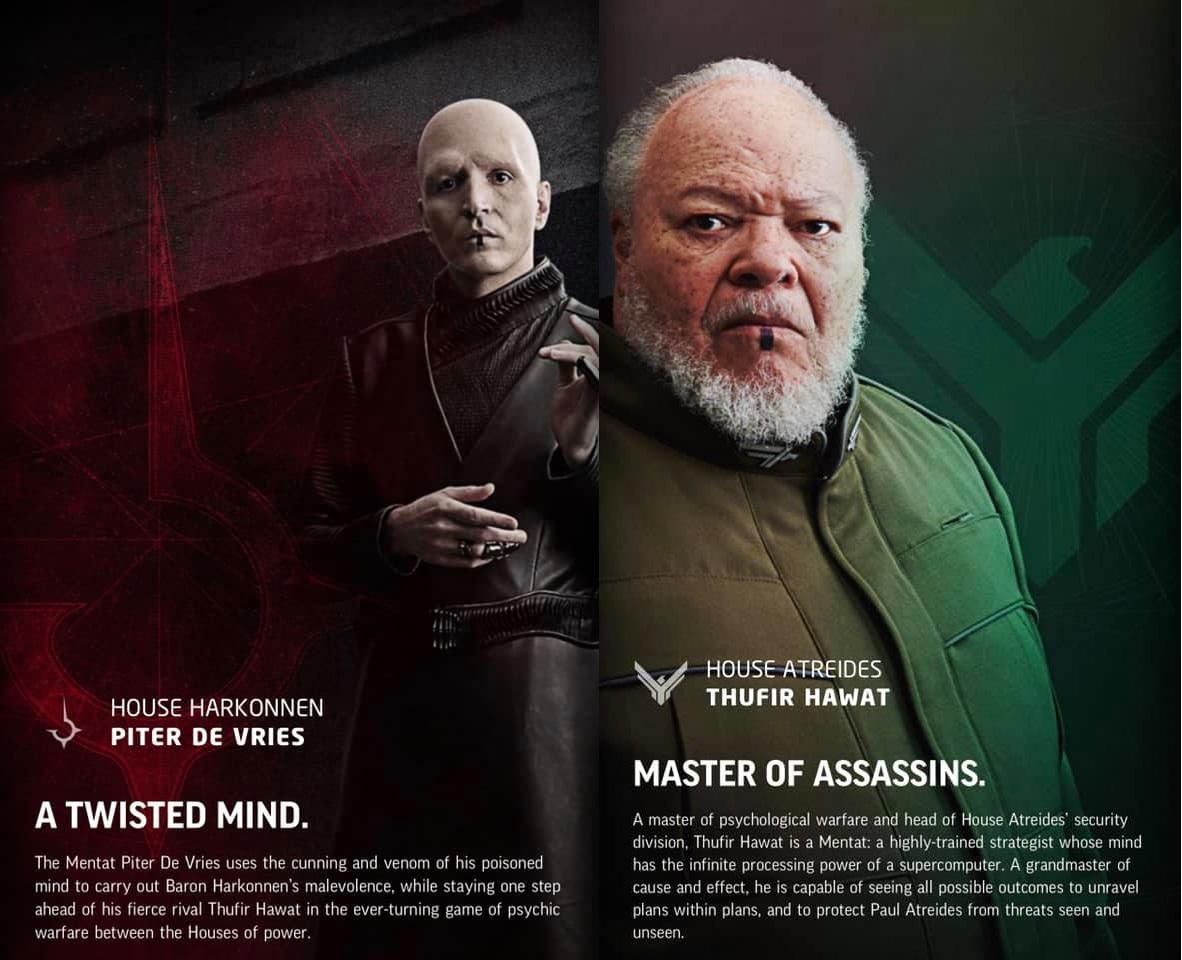 HOUSE HARKONNEN
PITER DE VRIES
A TWISTED MIND.
The Mentat Piter De Vries uses the cunning and venom of his poisoned
mind to carry out Baron Harkonnen's malevolence, while staying one step
ahead of his fierce rival Thufir Hawat in the ever-turning game of psychic
warfare between the Houses of power.
HOUSE ATREIDES
THUFIR HAWAT
MASTER OF ASSASSINS.
A master of psychological warfare and head of House Atreides' security
division, Thufir Hawat is a Mentat: a highly-trained strategist whose mind
has the infinite processing power of a supercomputer. A grandmaster of
cause and effect, he is capable of seeing all possible outcomes to unravel
plans within plans, and to protect Paul Atreides from threats seen and
unseen.